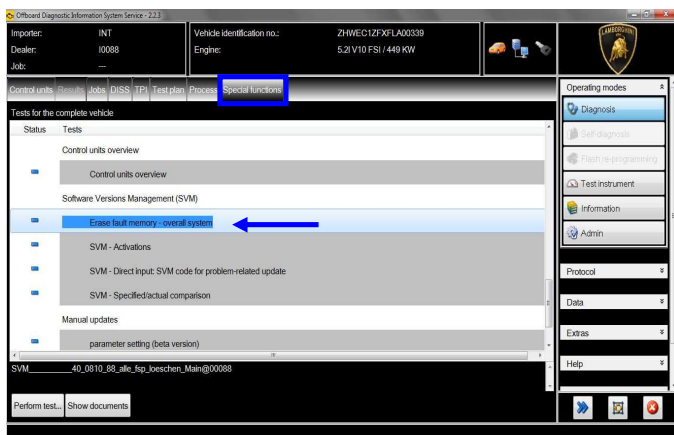 Offboard Diagnostic Information System Service - 2.2.3
Importer: INT
Dealer: I0088
Job: ---
Vehicle identification no.: ZHWEC1ZFXFLA00339
Engine: 5.2l V10 FSI / 449 KW
LAMBORGHINI
Control units Results Jobs DISS TPI Test plan Process Special functions
Tests for the complete vehicle
Status Tests
Control units overview
Control units overview
Software Versions Management (SVM)
Erase fault memory - overall system
SVM - Activations
SVM - Direct input: SVM code for problem-related update
SVM - Specified/actual comparison
Manual updates
parameter setting (beta version)
SVM______40_0810_88_alle_fsp_loeschen_Main@00088
Perform test... Show documents
Operating modes
Diagnosis
Self-diagnosis
Flash re-programming
Test instrument
Information
Admin
Protocol
Data
Extras
Help